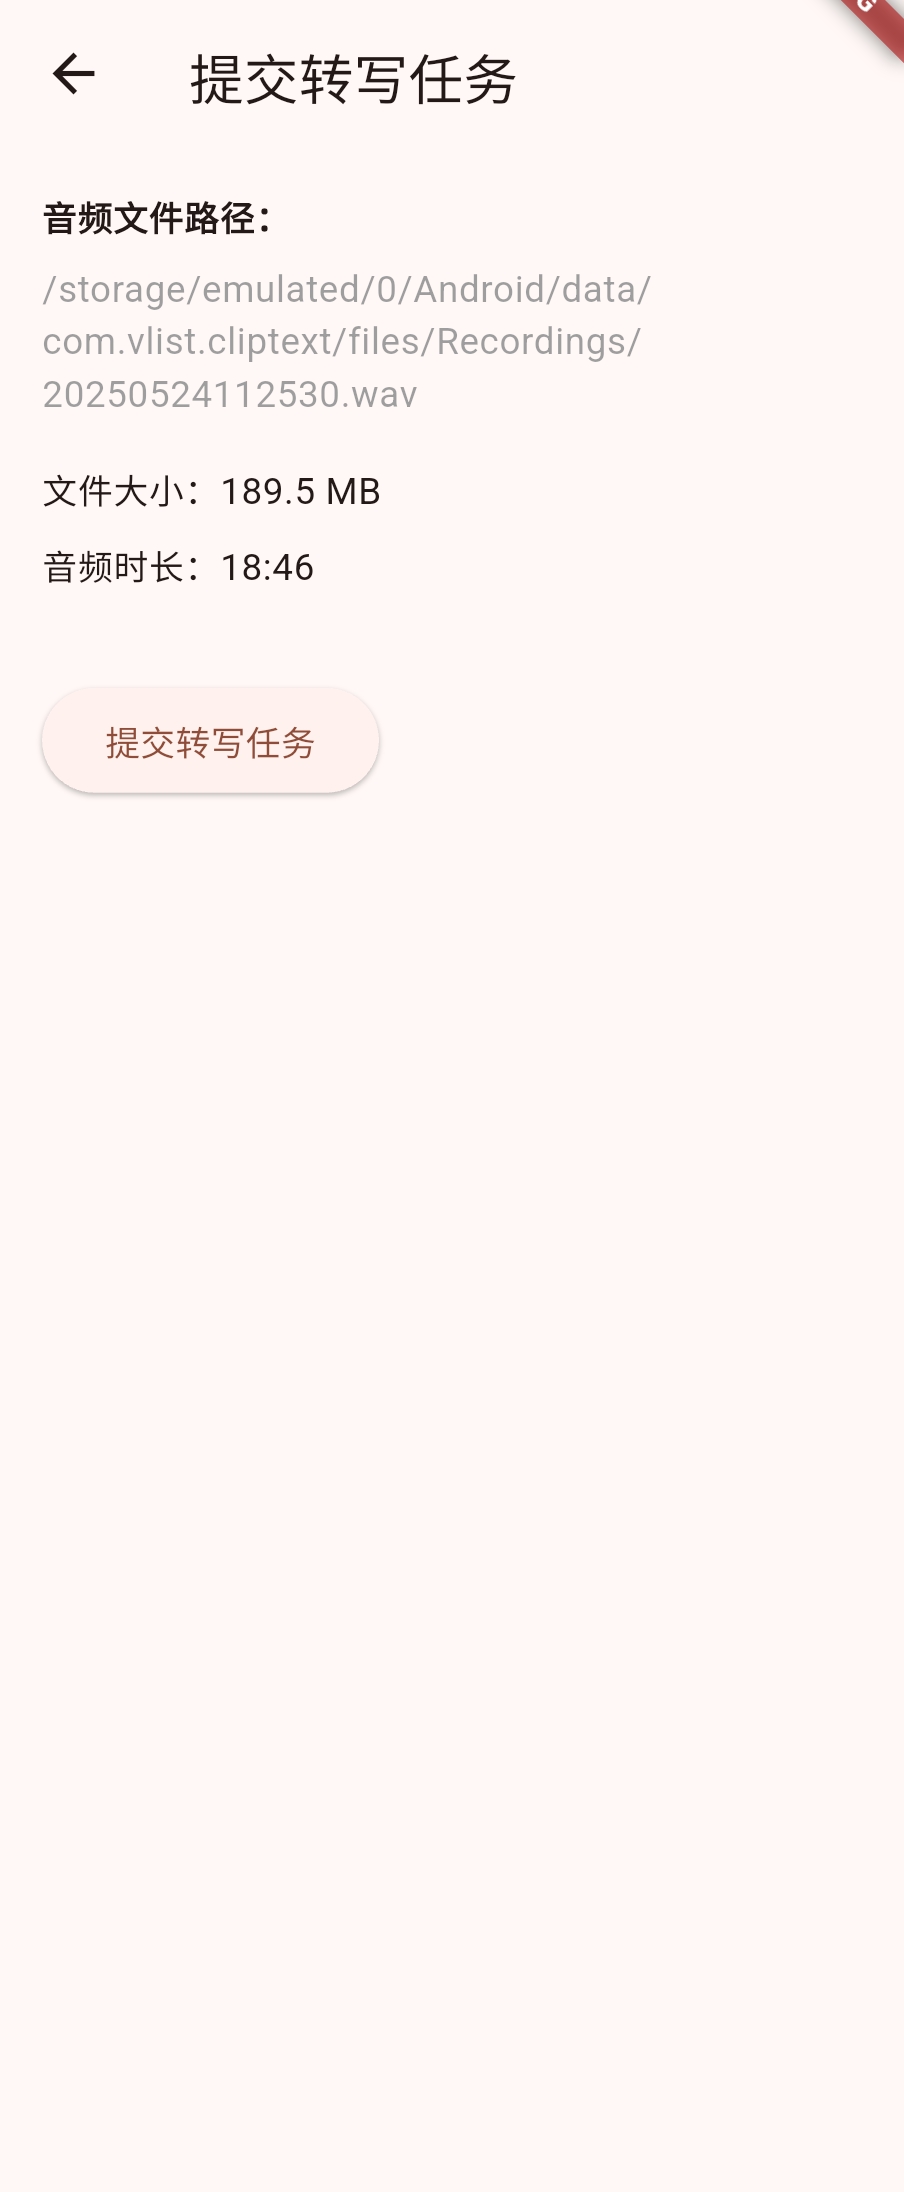 提交转写任务
音频文件路径：
/storage/emulated/0/Android/data/
com.vlist.cliptext/files/Recordings/
20250524112530.wav
文件大小：189.5 MB
音频时长：18:46
提交转写任务